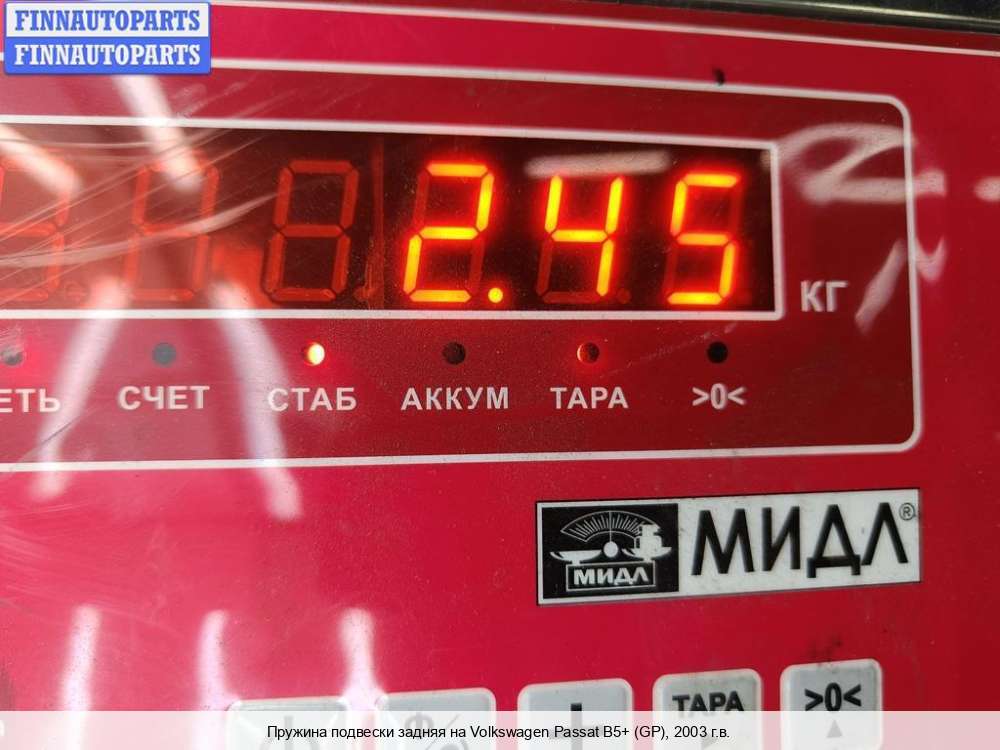 FINNAUTOPARTS
FINNAUTOPARTS
2.45
КГ
ЕТЬ СЧЕТ СТАБ АККУМ ТАРА >0<
МИДЛ МИДЛ®
ТАРА >0<
Пружина подвески задняя на Volkswagen Passat B5+ (GP), 2003 г.в.